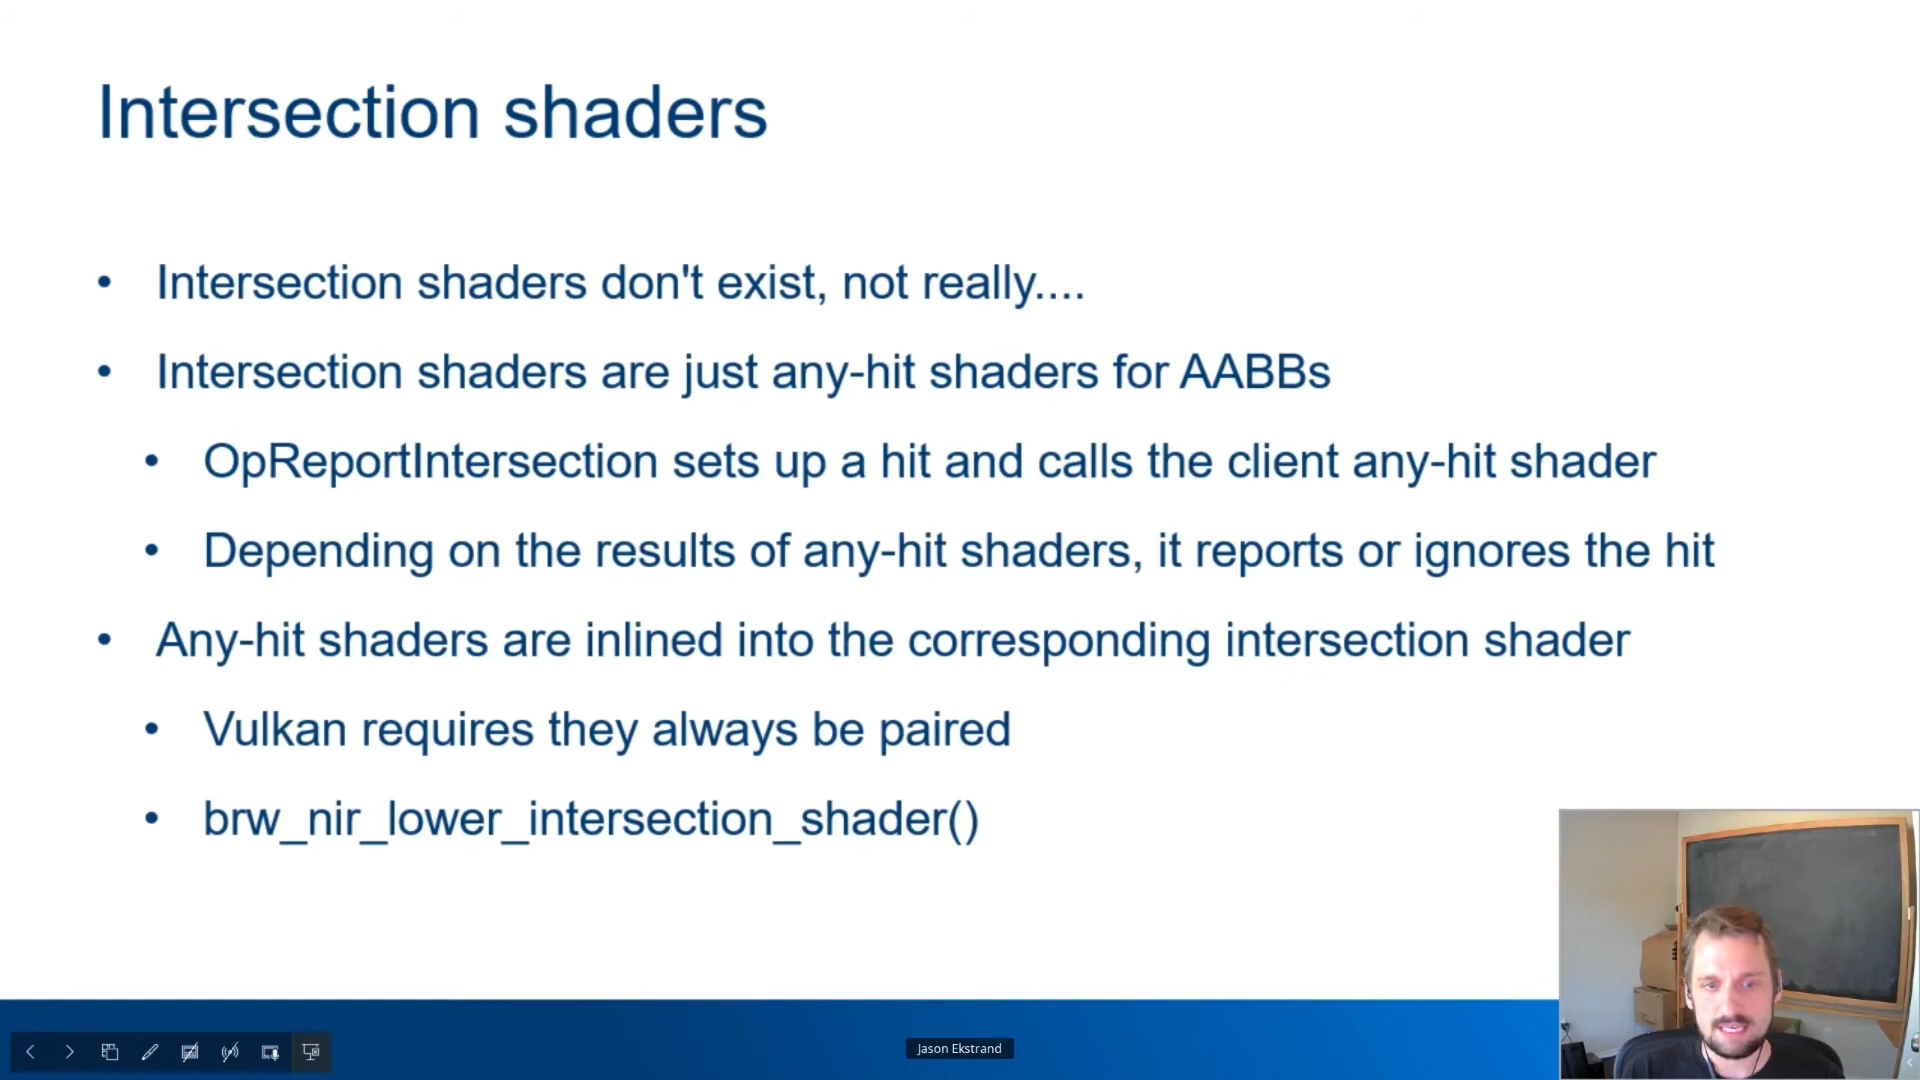 Intersection shaders
• Intersection shaders don't exist, not really....
• Intersection shaders are just any-hit shaders for AABBs
• OpReportIntersection sets up a hit and calls the client any-hit shader
• Depending on the results of any-hit shaders, it reports or ignores the hit
• Any-hit shaders are inlined into the corresponding intersection shader
• Vulkan requires they always be paired
• brw_nir_lower_intersection_shader()
Jason Ekstrand